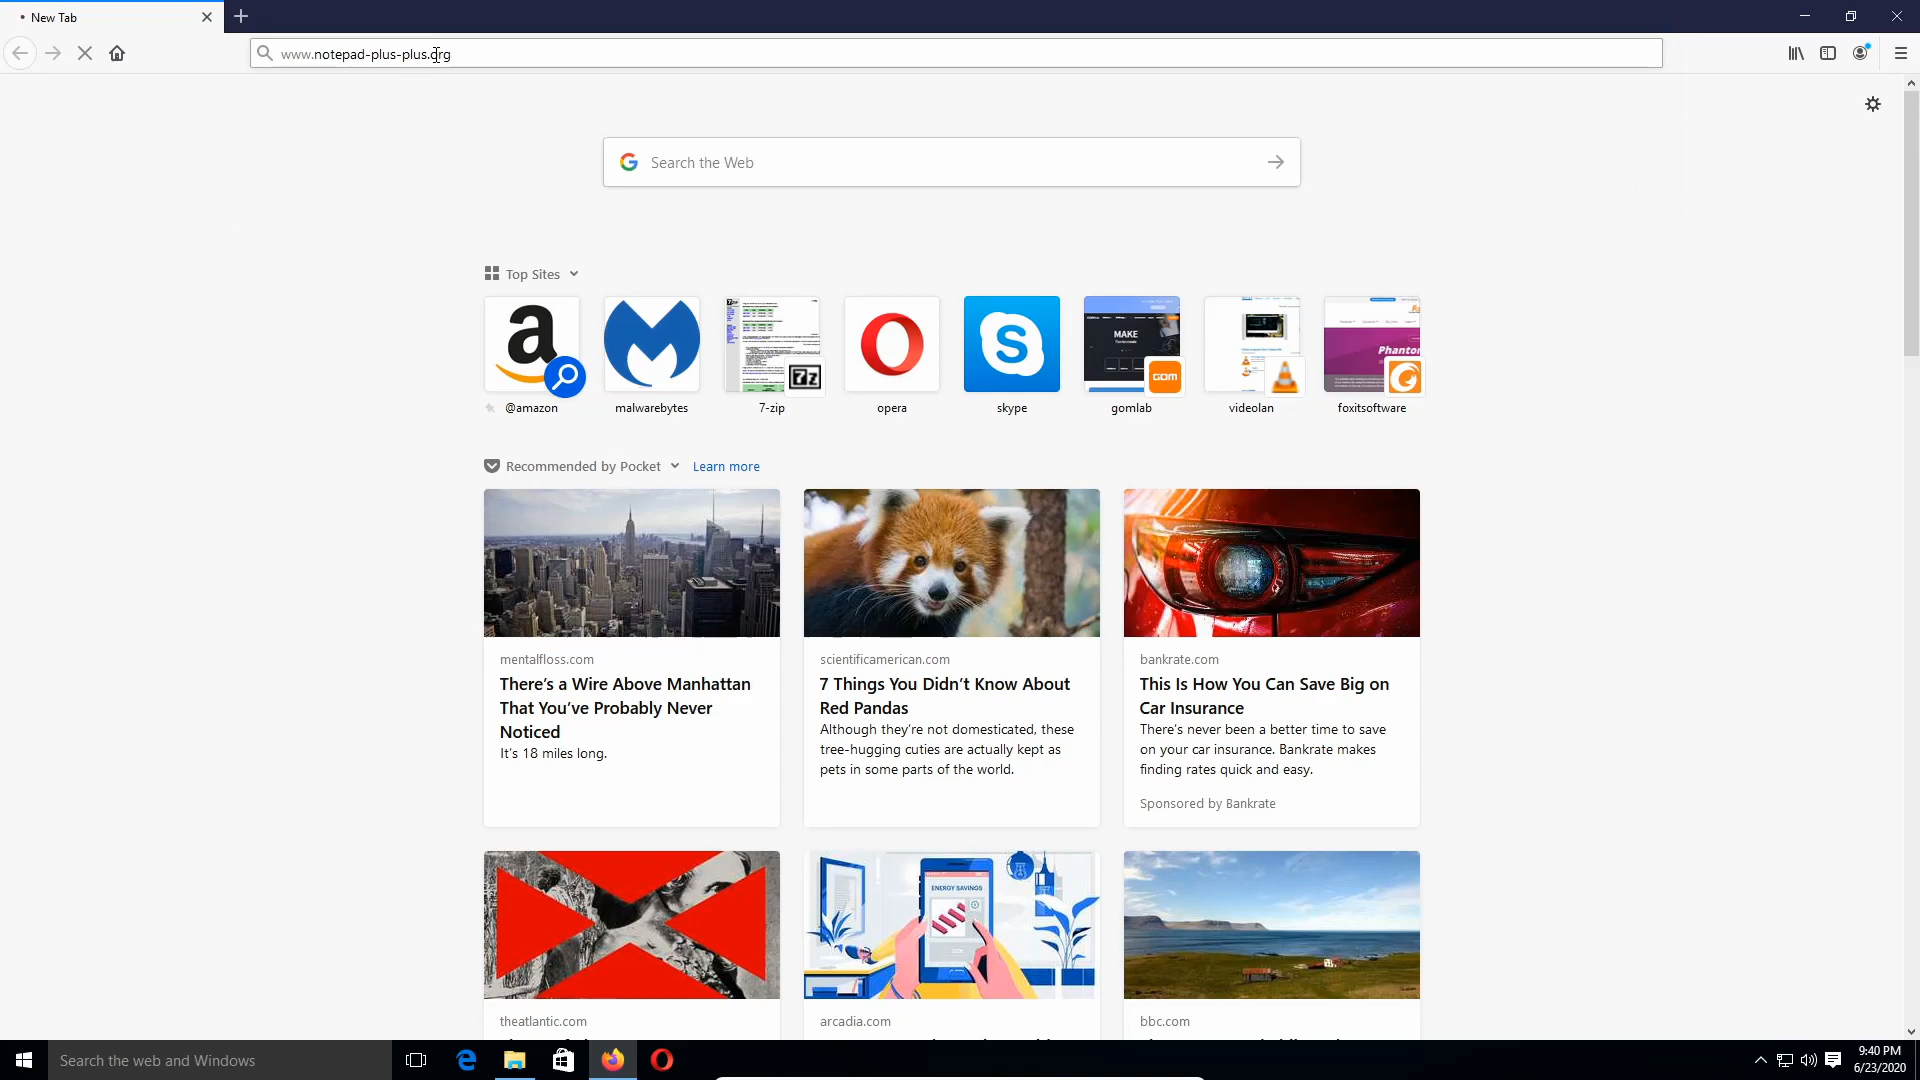 New Tab
www.notepad-plus-plus.org
Search the Web
Top Sites
@amazon
malwarebytes
7-zip
opera
skype
gomlab
videolan
foxitsoftware
Recommended by Pocket
Learn more
mentalfloss.com
There's a Wire Above Manhattan
That You've Probably Never
Noticed
It's 18 miles long.
scientificamerican.com
7 Things You Didn't Know About
Red Pandas
Although they're not domesticated, these
tree-hugging cuties are actually kept as
pets in some parts of the world.
bankrate.com
This Is How You Can Save Big on
Car Insurance
There's never been a better time to save
on your car insurance. Bankrate makes
finding rates quick and easy.
Sponsored by Bankrate
ENERGY SAVINGS
theatlantic.com
arcadia.com
bbc.com
Search the web and Windows
9:40 PM
6/23/2020
7z
GOM
MAKE
Phantom